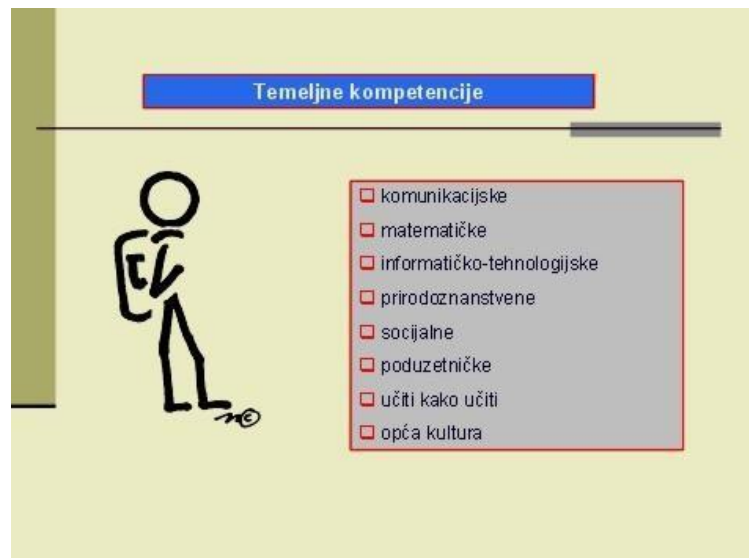 Temeljne kompetencije
komunikacijske
matematičke
informatičko-tehnologijske
prirodoznanstvene
socijalne
poduzetničke
učiti kako učiti
opća kultura